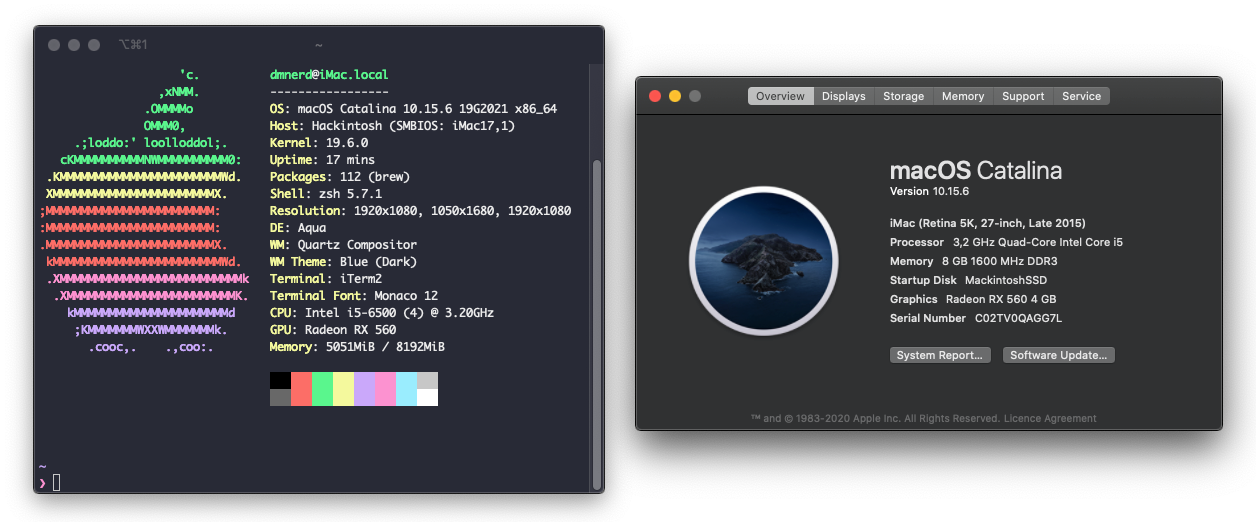 ⌥⌘1
~
'c.
,xNMM.
.OMMMMo
OMMM0,
.;loddo:' loolloddol;.
cKMMMMMMMMMMNWMMMMMMMMMM0:
.KMMMMMMMMMMMMMMMMMMMMMMMWd.
XMMMMMMMMMMMMMMMMMMMMMMMX.
;MMMMMMMMMMMMMMMMMMMMMMMM:
:MMMMMMMMMMMMMMMMMMMMMMMM:
.MMMMMMMMMMMMMMMMMMMMMMMMX.
kMMMMMMMMMMMMMMMMMMMMMMMMWd.
.XMMMMMMMMMMMMMMMMMMMMMMMMMMk
.XMMMMMMMMMMMMMMMMMMMMMMMMK.
kMMMMMMMMMMMMMMMMMMMMMMd
;KMMMMMMMWXXWMMMMMMMk.
.cooc,. .,coo:.
dmnerd@iMac.local
-----------------
OS: macOS Catalina 10.15.6 19G2021 x86_64
Host: Hackintosh (SMBIOS: iMac17,1)
Kernel: 19.6.0
Uptime: 17 mins
Packages: 112 (brew)
Shell: zsh 5.7.1
Resolution: 1920x1080, 1050x1680, 1920x1080
DE: Aqua
WM: Quartz Compositor
WM Theme: Blue (Dark)
Terminal: iTerm2
Terminal Font: Monaco 12
CPU: Intel i5-6500 (4) @ 3.20GHz
GPU: Radeon RX 560
Memory: 5051MiB / 8192MiB
~
❯
Overview Displays Storage Memory Support Service
macOS Catalina
Version 10.15.6
iMac (Retina 5K, 27-inch, Late 2015)
Processor 3,2 GHz Quad-Core Intel Core i5
Memory 8 GB 1600 MHz DDR3
Startup Disk MackintoshSSD
Graphics Radeon RX 560 4 GB
Serial Number C02TV0QAGG7L
System Report... Software Update...
™ and © 1983-2020 Apple Inc. All Rights Reserved. Licence Agreement